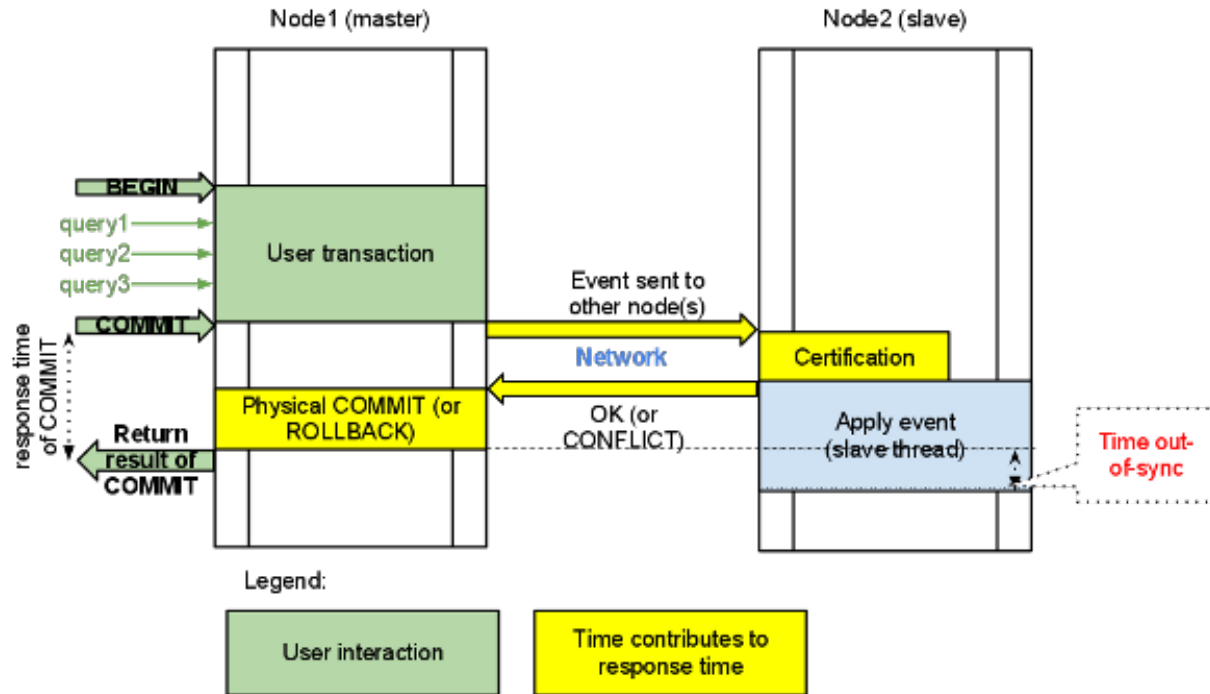 Node1 (master)
Node2 (slave)
BEGIN
query1
query2
query3
COMMIT
User transaction
Event sent to
other node(s)
Network
Certification
response time
of COMMIT
Physical COMMIT (or
ROLLBACK)
OK (or
CONFLICT)
Apply event
(slave thread)
Return
result of
COMMIT
Time out-
of-sync
Legend:
User interaction
Time contributes to
response time